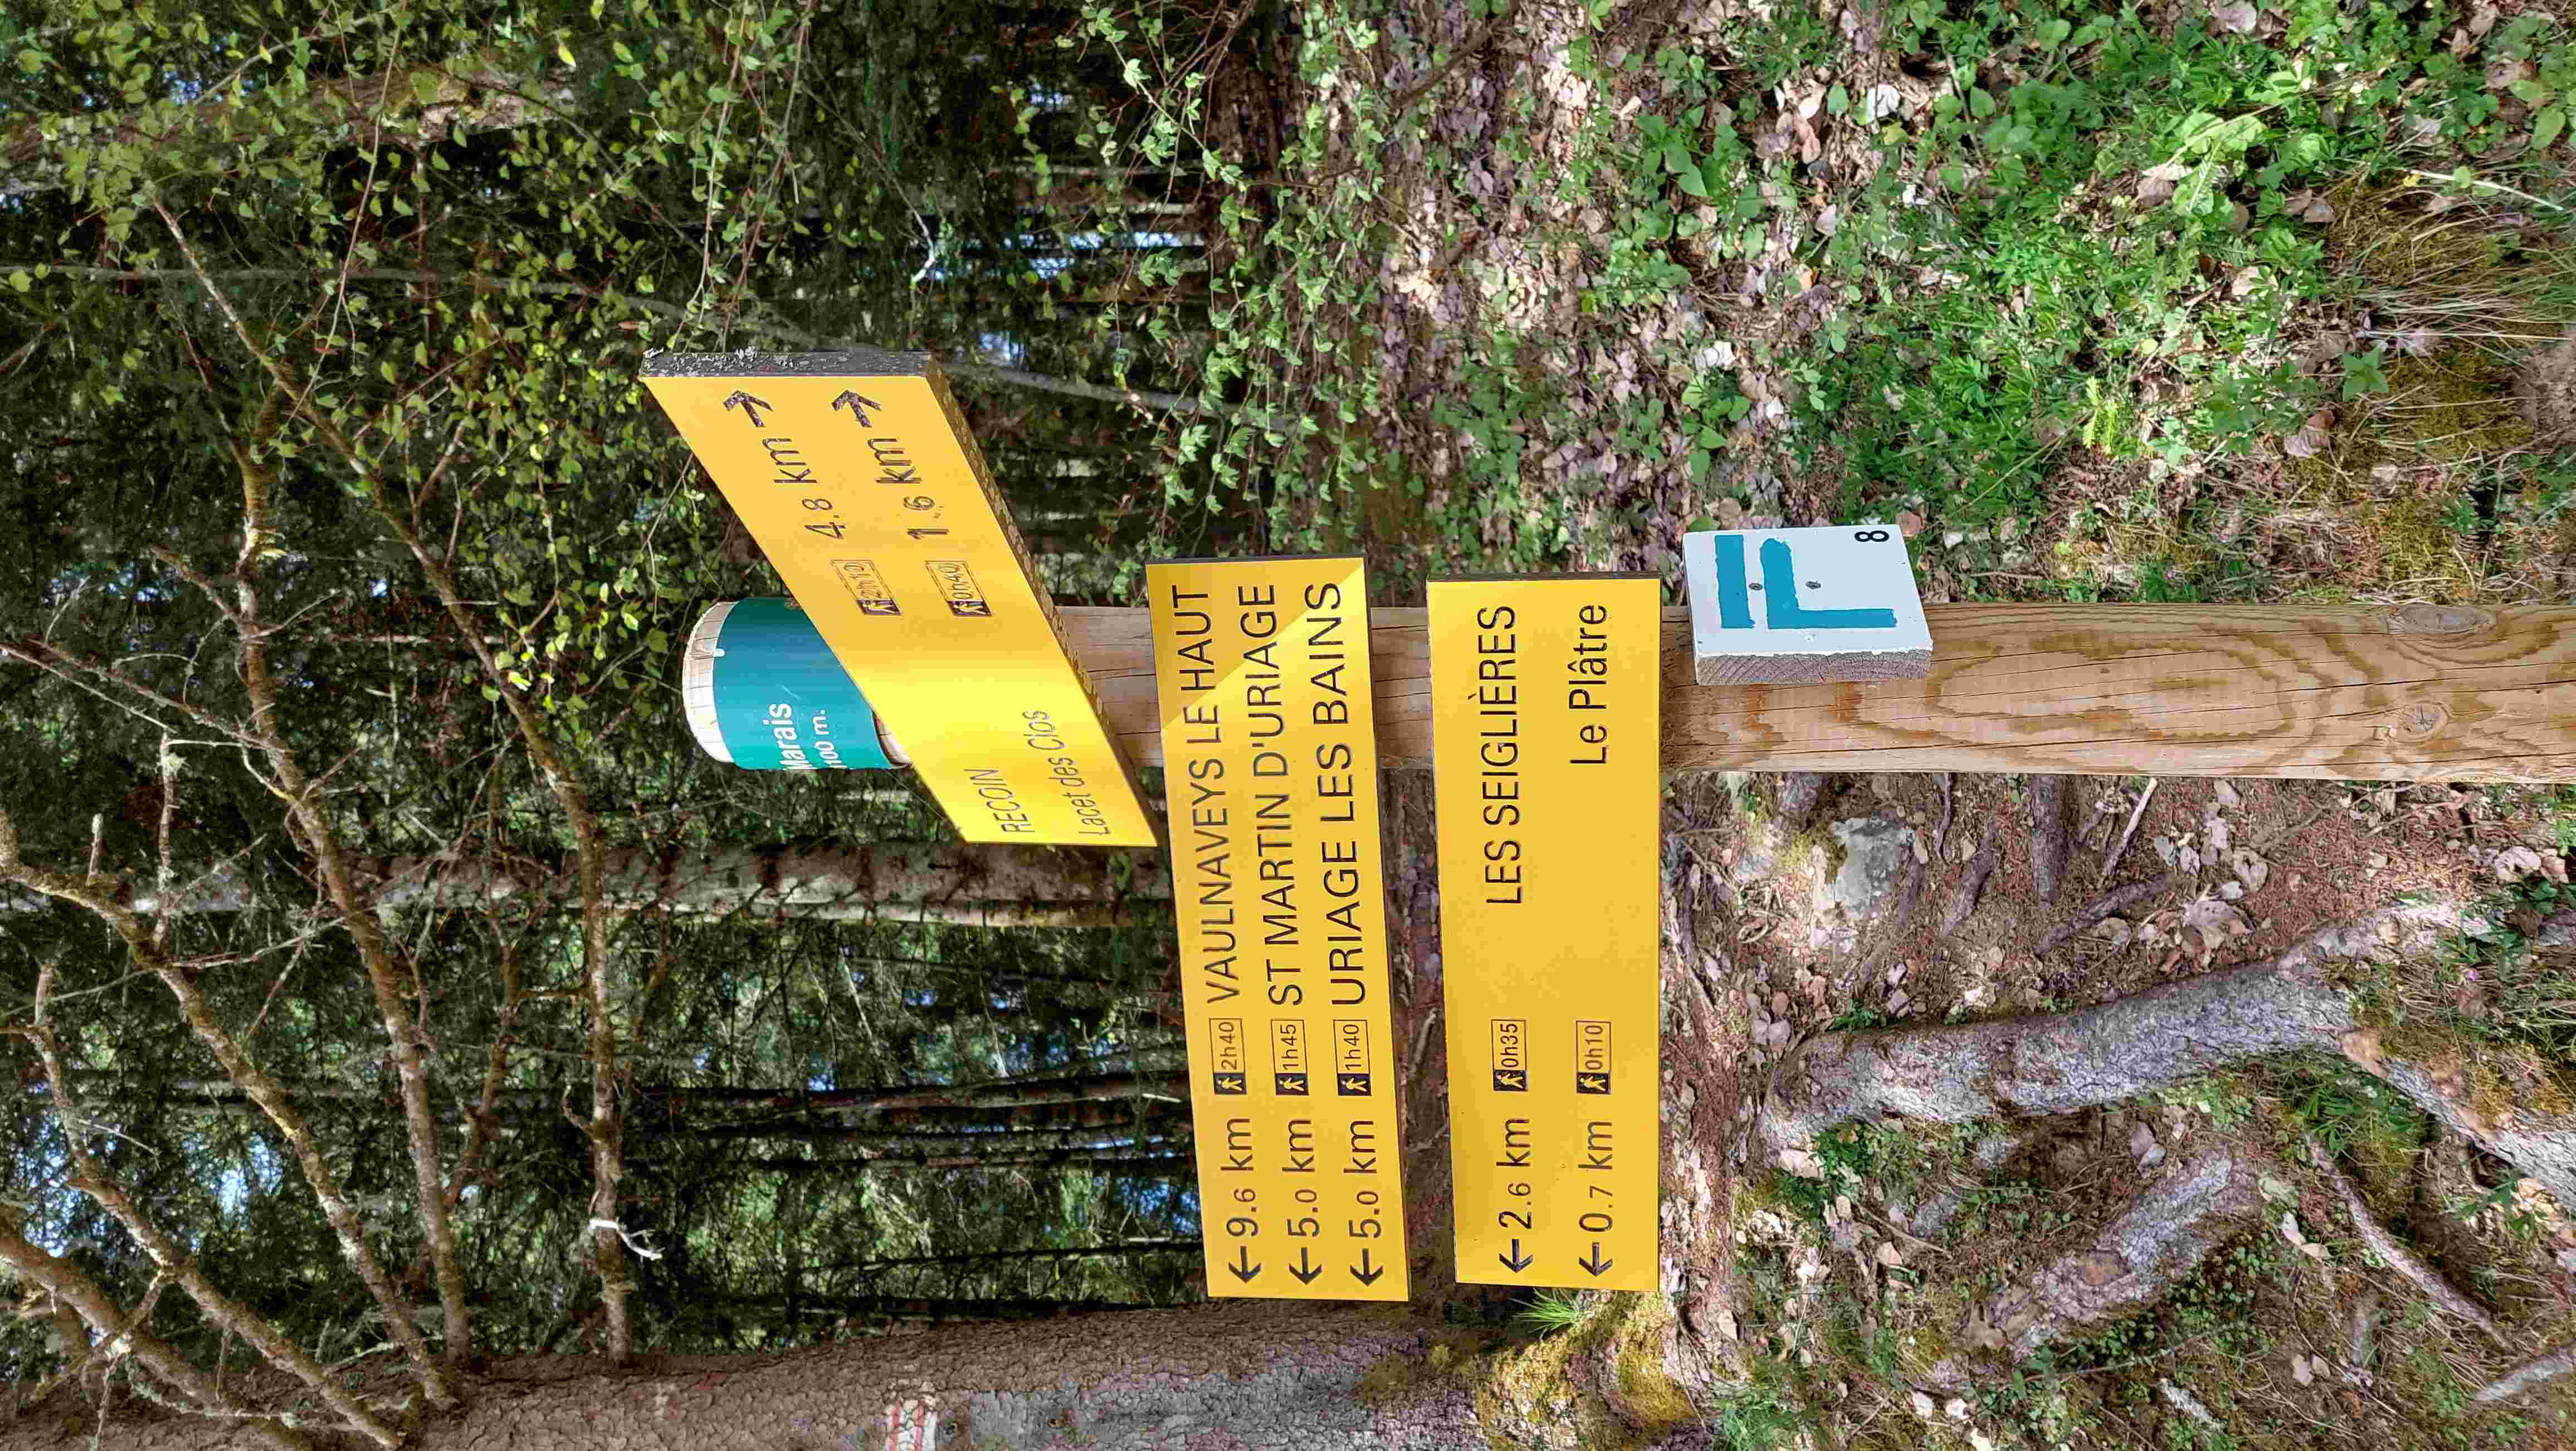 Marais
1100 m.
2h10 4.8 km →
RECOIN
0h40 1.6 km →
Lacet des Clos
← 9.6 km 2h40 VAULNAVEYS LE HAUT
← 5.0 km 1h45 ST MARTIN D'URIAGE
← 5.0 km 1h40 URIAGE LES BAINS
← 2.6 km 0h35 LES SEIGLIÈRES
← 0.7 km 0h10 Le Plâtre
F
8